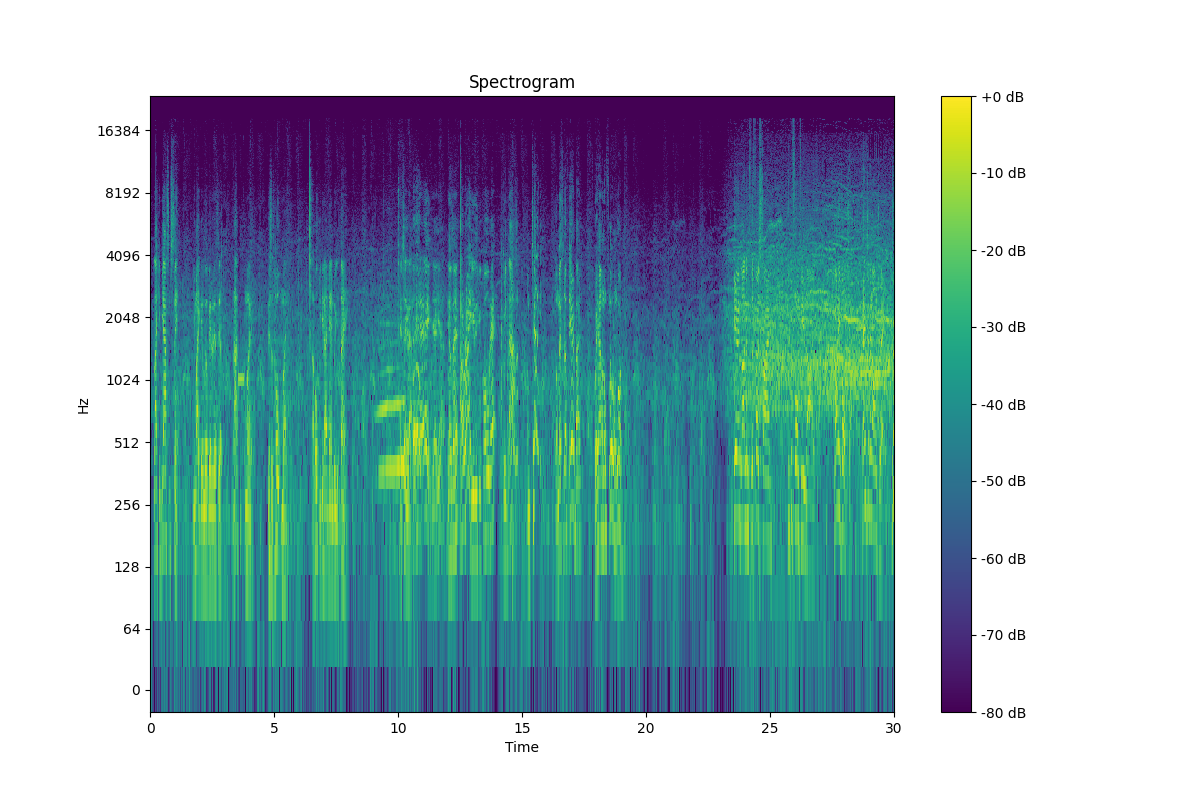 Spectrogram
+0 dB
16384
-10 dB
8192
-20 dB
4096
-30 dB
2048
1024
-40 dB
Hz
512
-50 dB
256
-60 dB
128
64
-70 dB
0
-80 dB
0 5 10 15 20 25 30
Time